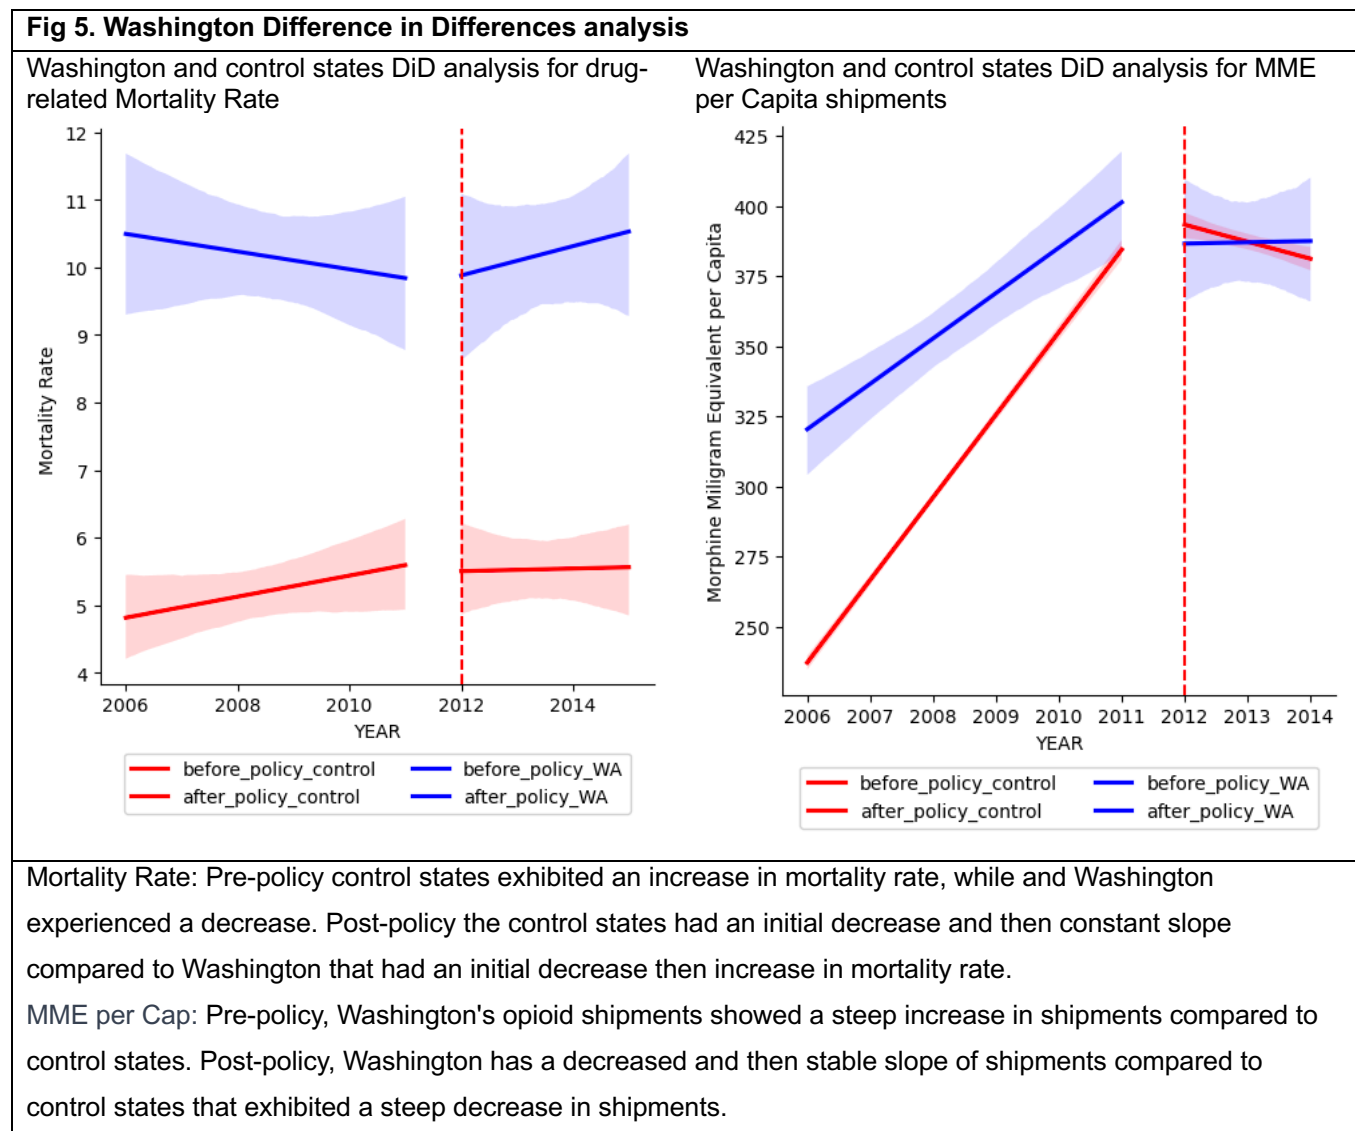 Fig 5. Washington Difference in Differences analysis
Washington and control states DiD analysis for drug-
related Mortality Rate
12
11
10
9
8
7
6
5
4
Mortality Rate
2006 2008 2010 2012 2014
YEAR
before_policy_control before_policy_WA
after_policy_control after_policy_WA
Washington and control states DiD analysis for MME
per Capita shipments
425
400
375
350
325
300
275
250
Morphine Miligram Equivalent per Capita
2006 2007 2008 2009 2010 2011 2012 2013 2014
YEAR
before_policy_control before_policy_WA
after_policy_control after_policy_WA
Mortality Rate: Pre-policy control states exhibited an increase in mortality rate, while and Washington
experienced a decrease. Post-policy the control states had an initial decrease and then constant slope
compared to Washington that had an initial decrease then increase in mortality rate.
MME per Cap: Pre-policy, Washington's opioid shipments showed a steep increase in shipments compared to
control states. Post-policy, Washington has a decreased and then stable slope of shipments compared to
control states that exhibited a steep decrease in shipments.